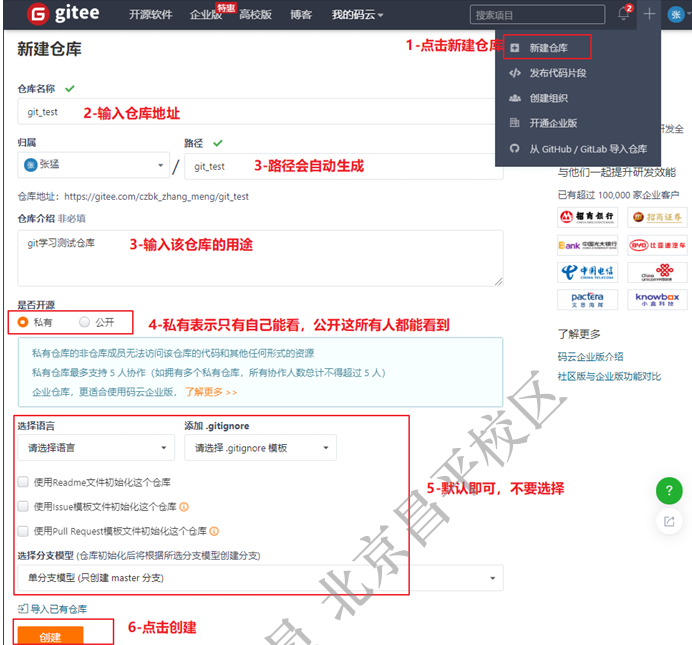 gitee 开源软件 企业版 特惠 高校版 博客 我的码云 搜索项目 2 张
新建仓库
1-点击新建仓库
新建仓库
发布代码片段
创建组织
开通企业版
从 GitHub / GitLab 导入仓库
仓库名称
git_test
2-输入仓库地址
归属 路径
张 张猛 / git_test
3-路径会自动生成
仓库地址：https://gitee.com/czbk_zhang_meng/git_test
仓库介绍 非必填
git学习测试仓库
3-输入该仓库的用途
是否开源
私有 公开
4-私有表示只有自己能看，公开这所有人都能看到
私有仓库的非仓库成员无法访问该仓库的代码和其他任何形式的资源
私有仓库最多支持 5 人协作（如拥有多个私有仓库，所有协作人数总计不得超过 5 人）
企业仓库，更适合使用码云企业版， 了解更多 >>
选择语言 添加 .gitignore
请选择语言 请选择 .gitignore 模板
使用Readme文件初始化这个仓库
使用Issue模板文件初始化这个仓库
使用Pull Request模板文件初始化这个仓库
5-默认即可，不要选择
选择分支模型 (仓库初始化后将根据所选分支模型创建分支)
单分支模型 (只创建 master 分支)
导入已有仓库
创建
6-点击创建
研发全
与他们一起提升研发效能
已有超过 100,000 家企业客户
招商银行 招商证券
Bank 中国光大银行 BYD 比亚迪汽车
中国电信 China unicom中国联通
pactera 文思海辉 knowbox 小盒科技
了解更多
码云企业版介绍
社区版与企业版功能对比
?
北京昌平校区